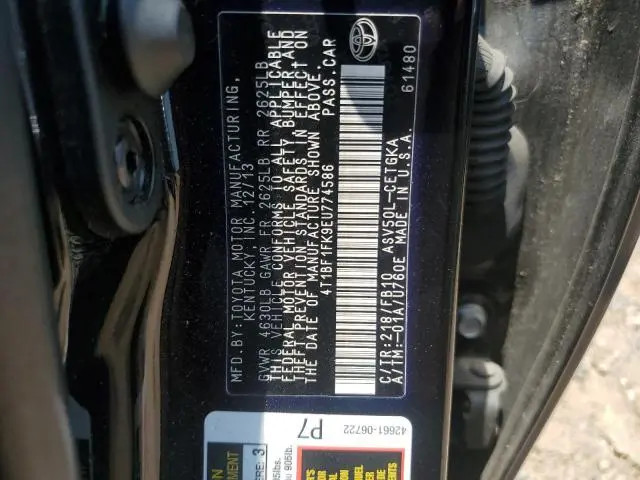 MFD.BY:TOYOTA MOTOR MANUFACTURING,
KENTUCKY, INC. 12/13
GVWR 4630LB GAWR FR 2625LB RR 2625LB
THIS VEHICLE CONFORMS TO ALL APPLICABLE
FEDERAL MOTOR VEHICLE SAFETY, BUMPER, AND
THEFT PREVENTION STANDARDS IN EFFECT ON
THE DATE OF MANUFACTURE SHOWN ABOVE.
4T1BF1FK9EU774586 PASS.CAR
C/TR:218/FB10 ASV50L-CETGKA
A/TM:-01A/U760E MADE IN U.S.A.
61480
42661-06722
P7